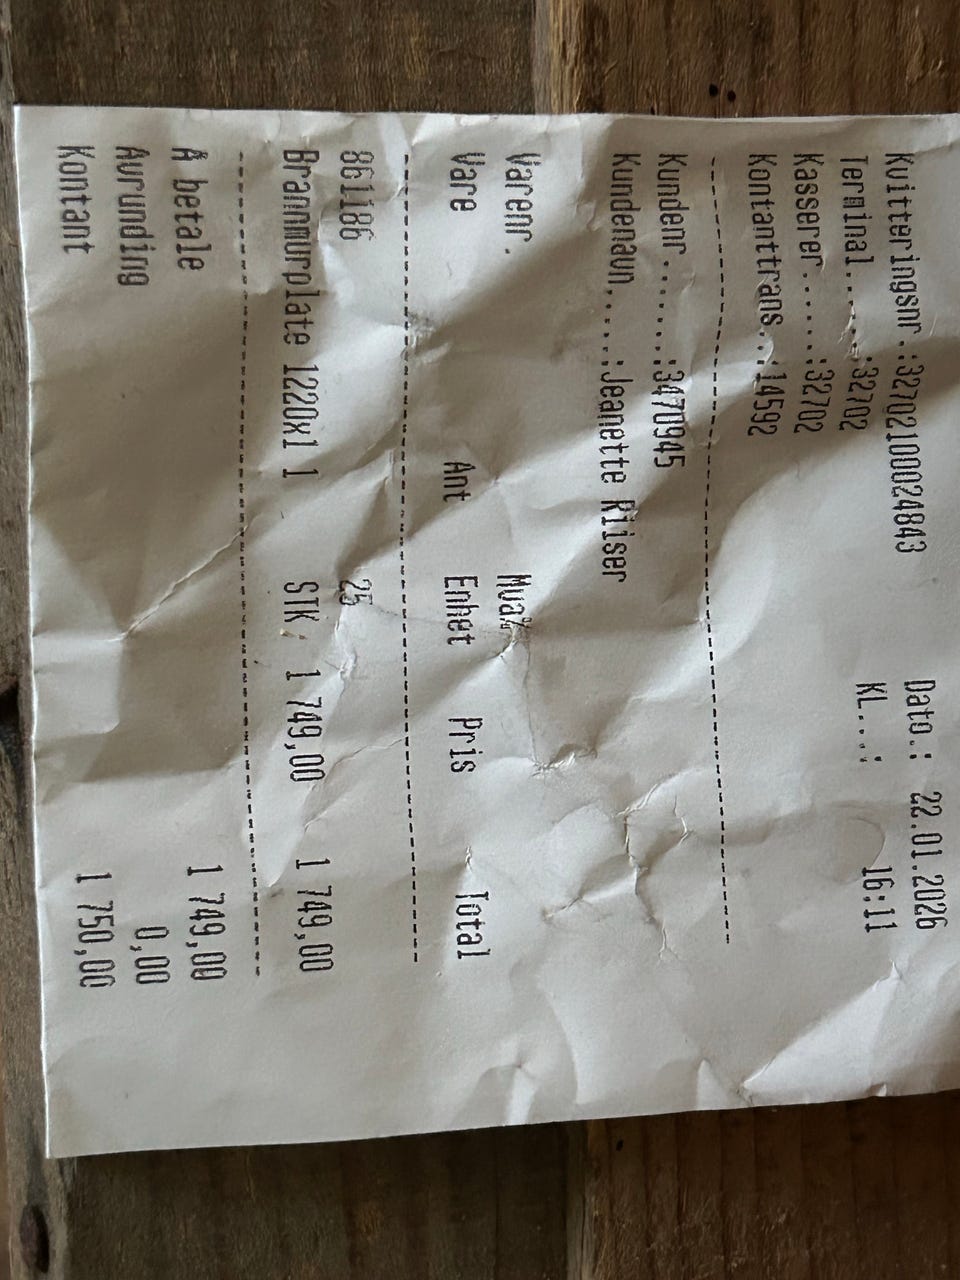 Kvitteringsnr.:32702100024843
Dato.: 22.01.2026
Terminal......:32702
KL...: 16:11
Kasserer......:32702
Kontanttrans..:14592
Kundenr.......:3470945
Kundenavn.....:Jeanette Riiser
Varenr. Mva%
Vare Ant Enhet Pris Total
861186 25
Brannmurplate 1220x1 1 STK 1 749,00 1 749,00
Å betale 1 749,00
Avrunding 0,00
Kontant 1 750,00